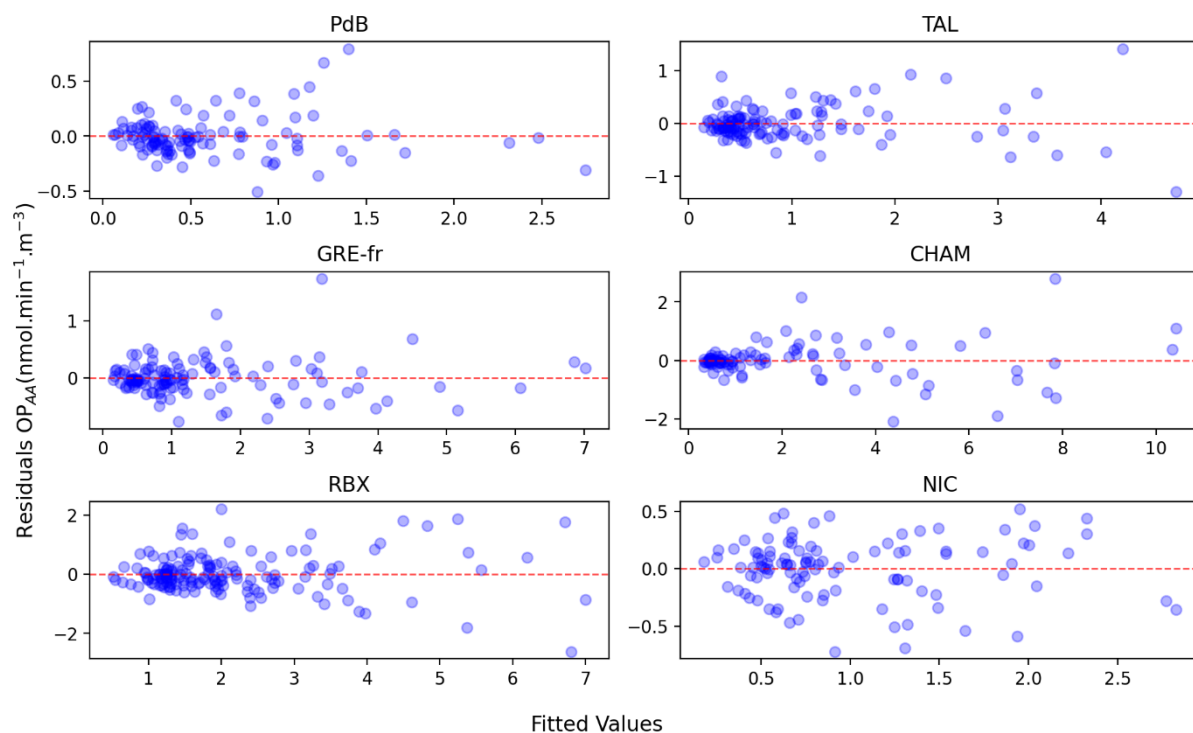 PdB
TAL
0.5
0.0
−0.5
1
0
−1
0.0 0.5 1.0 1.5 2.0 2.5
0 1 2 3 4
GRE-fr
CHAM
1
0
2
0
−2
0 1 2 3 4 5 6 7
0 2 4 6 8 10
RBX
NIC
2
0
−2
0.5
0.0
−0.5
1 2 3 4 5 6 7
0.5 1.0 1.5 2.0 2.5
Residuals OP_{AA}(nmol.min^{−1}.m^{−3})
Fitted Values